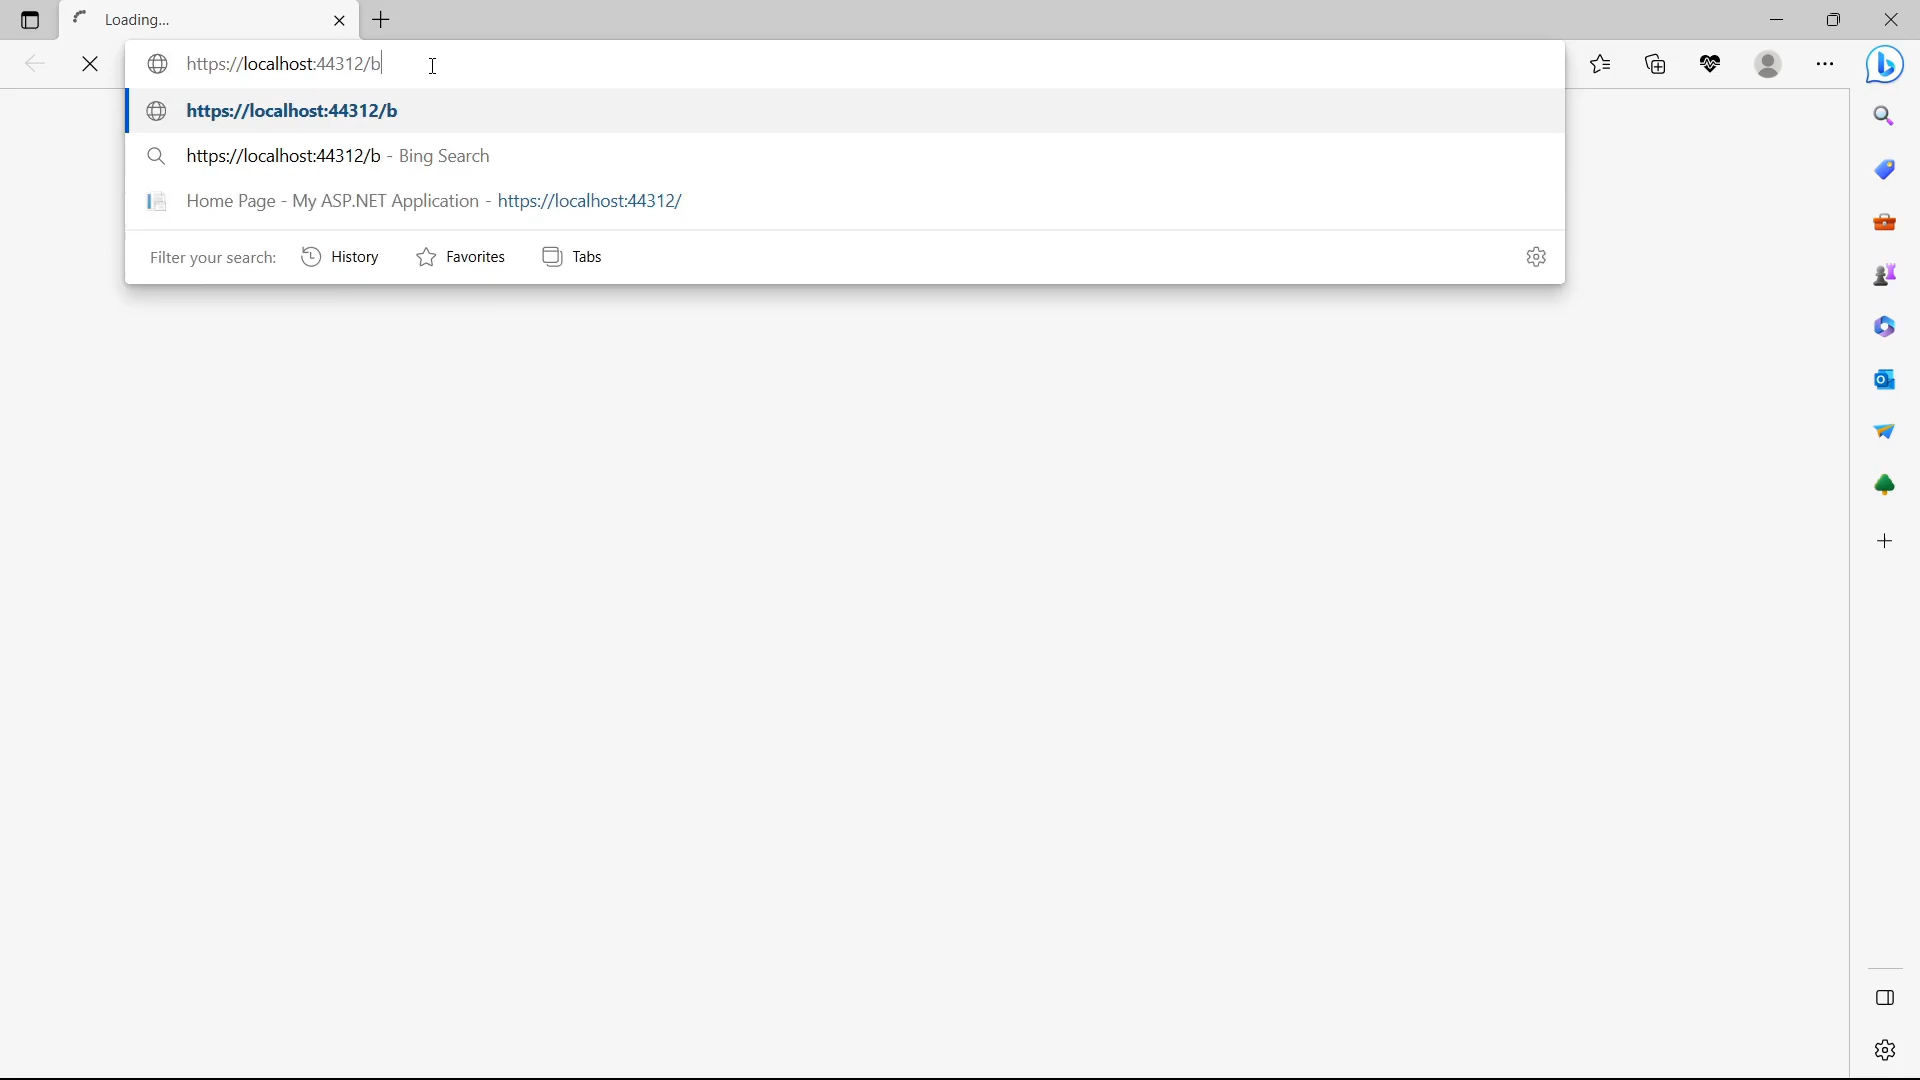 Loading...
https://localhost:44312/b
https://localhost:44312/b
https://localhost:44312/b - Bing Search
Home Page - My ASP.NET Application - https://localhost:44312/
Filter your search: History Favorites Tabs